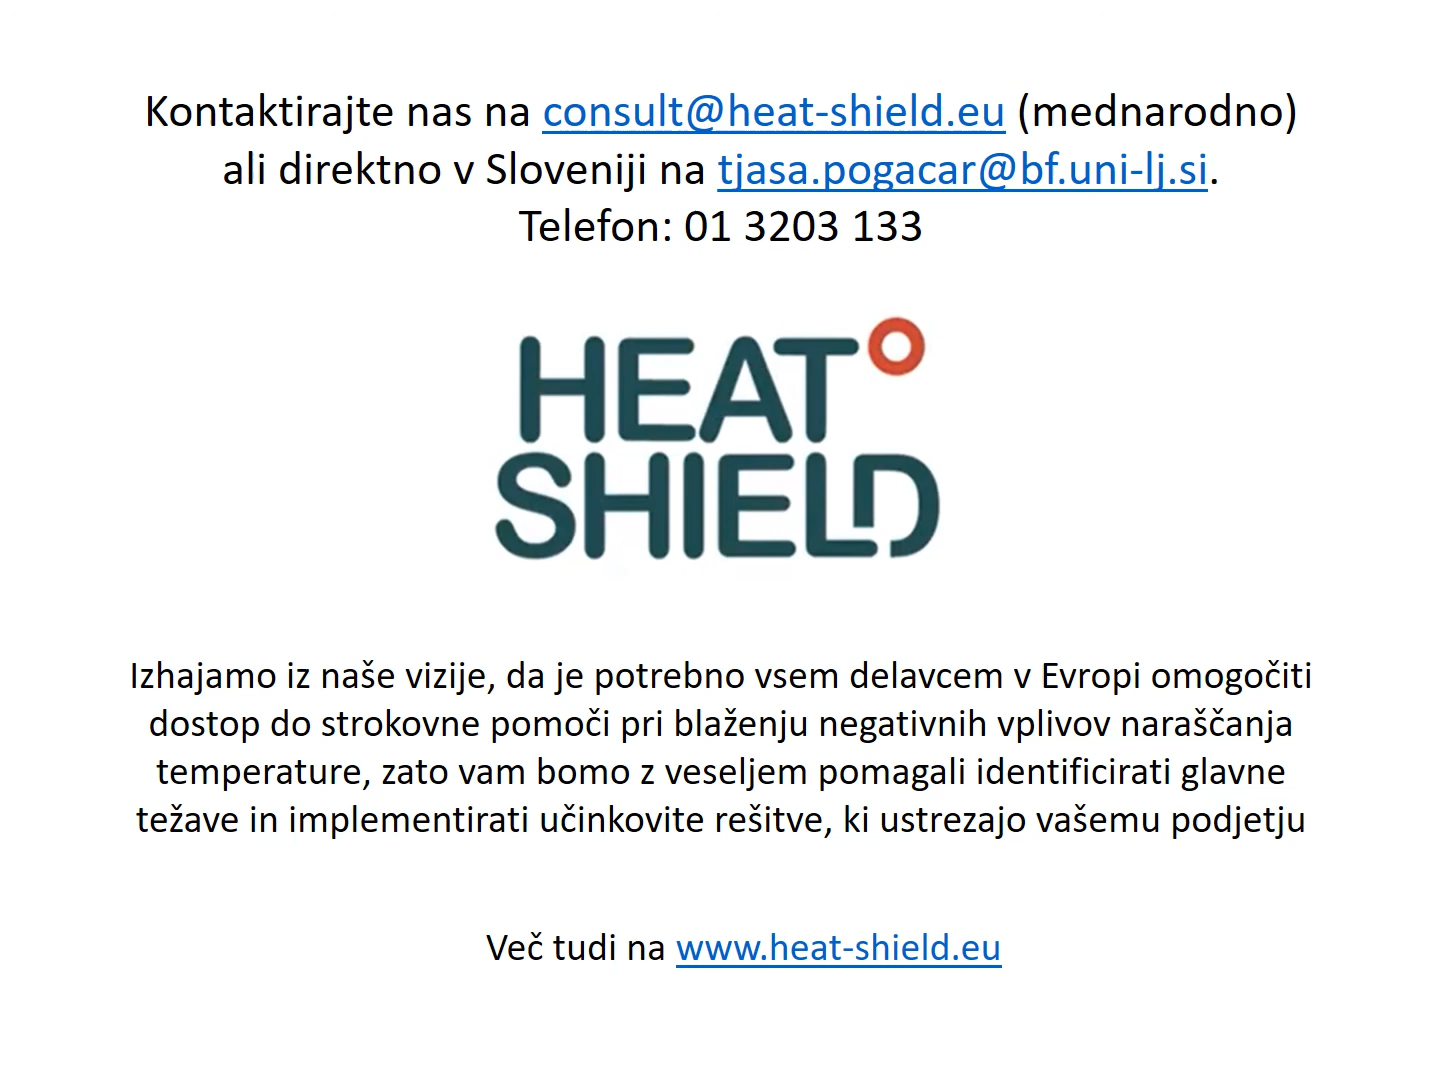 Kontaktirajte nas na consult@heat-shield.eu (mednarodno)
ali direktno v Sloveniji na tjasa.pogacar@bf.uni-lj.si.
Telefon: 01 3203 133
HEAT
SHIELD
Izhajamo iz naše vizije, da je potrebno vsem delavcem v Evropi omogočiti
dostop do strokovne pomoči pri blaženju negativnih vplivov naraščanja
temperature, zato vam bomo z veseljem pomagali identificirati glavne
težave in implementirati učinkovite rešitve, ki ustrezajo vašemu podjetju
Več tudi na www.heat-shield.eu